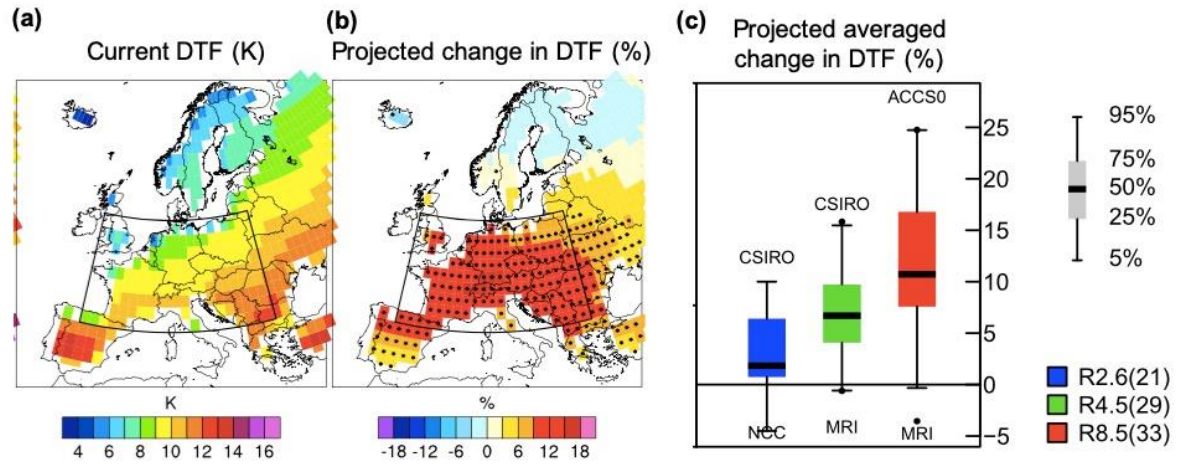 (a)
Current DTF (K)
(b)
Projected change in DTF (%)
(c)
Projected averaged
change in DTF (%)
K
4 6 8 10 12 14 16
%
-18 -12 -6 0 6 12 18
ACCS0
CSIRO
CSIRO
NCC
MRI
MRI
25
20
15
10
5
0
−5
95%
75%
50%
25%
5%
R2.6(21)
R4.5(29)
R8.5(33)